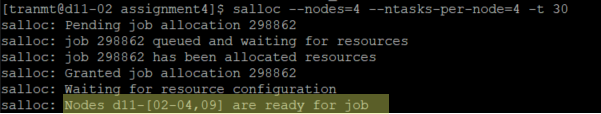 [tranmt@d11-02 assignment4]$ salloc --nodes=4 --ntasks-per-node=4 -t 30
salloc: Pending job allocation 298862
salloc: job 298862 queued and waiting for resources
salloc: job 298862 has been allocated resources
salloc: Granted job allocation 298862
salloc: Waiting for resource configuration
salloc: Nodes d11-[02-04,09] are ready for job